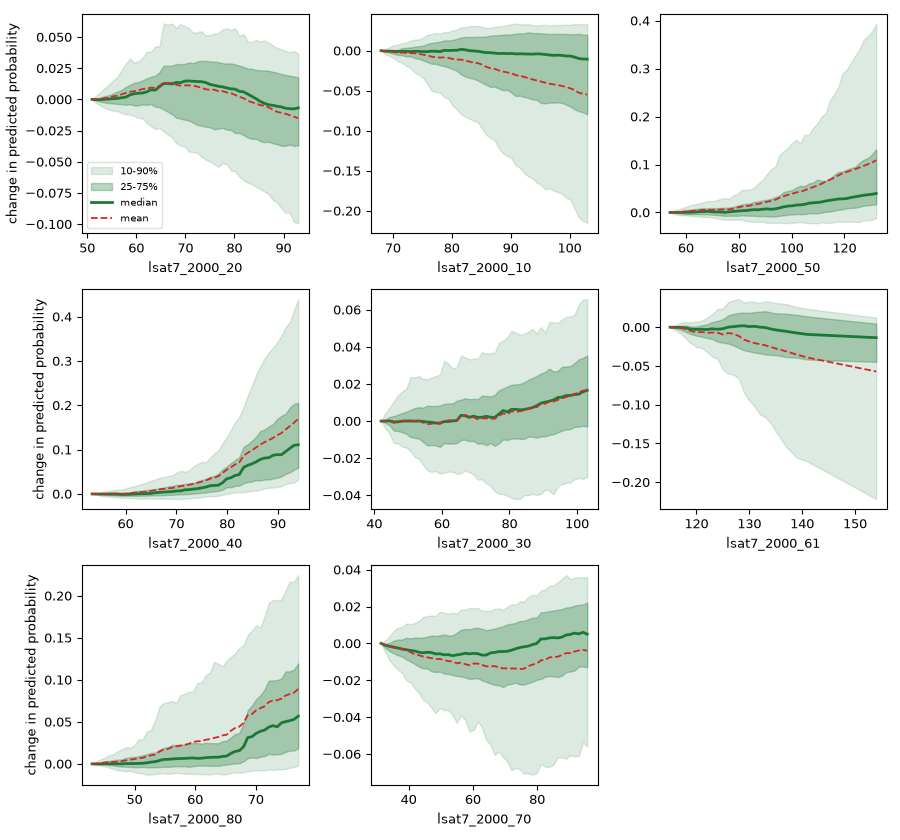 change in predicted probability
0.050
0.025
0.000
−0.025
−0.050
−0.075
−0.100
10-90%
25-75%
median
mean
50 60 70 80 90
lsat7_2000_20
0.00
−0.05
−0.10
−0.15
−0.20
70 80 90 100
lsat7_2000_10
0.4
0.3
0.2
0.1
0.0
60 80 100 120
lsat7_2000_50
change in predicted probability
0.4
0.3
0.2
0.1
0.0
60 70 80 90
lsat7_2000_40
0.06
0.04
0.02
0.00
−0.02
−0.04
40 60 80 100
lsat7_2000_30
0.00
−0.05
−0.10
−0.15
−0.20
120 130 140 150
lsat7_2000_61
change in predicted probability
0.20
0.15
0.10
0.05
0.00
50 60 70
lsat7_2000_80
0.04
0.02
0.00
−0.02
−0.04
−0.06
40 60 80
lsat7_2000_70